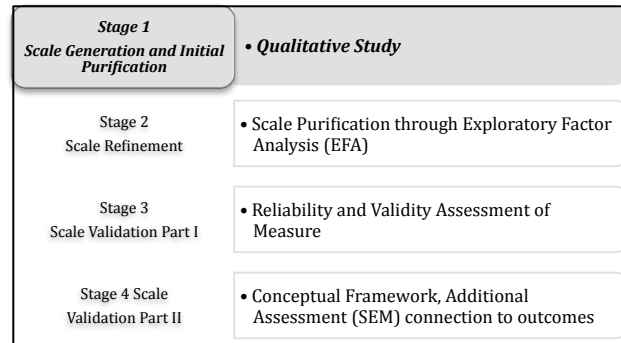 Stage 1
Scale Generation and Initial
Purification
• Qualitative Study
Stage 2
Scale Refinement
• Scale Purification through Exploratory Factor
Analysis (EFA)
Stage 3
Scale Validation Part I
• Reliability and Validity Assessment of
Measure
Stage 4 Scale
Validation Part II
• Conceptual Framework, Additional
Assessment (SEM) connection to outcomes